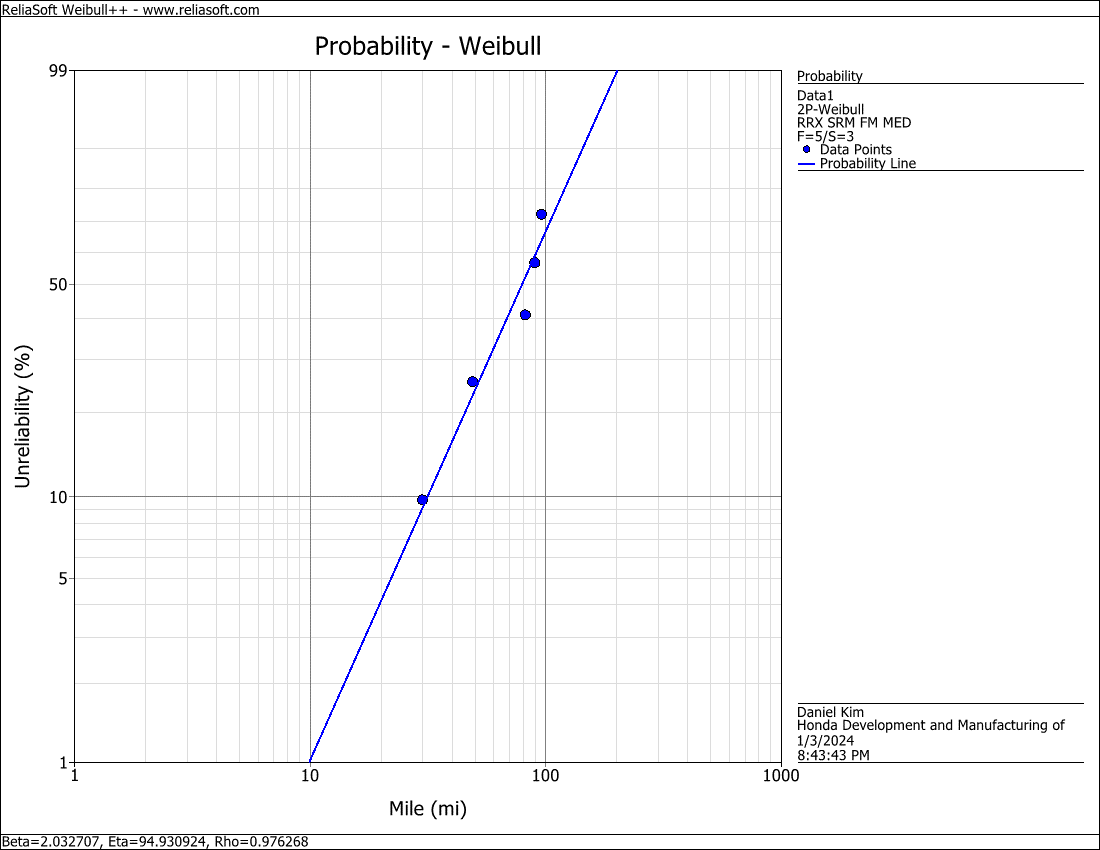 ReliaSoft Weibull++ - www.reliasoft.com
Probability - Weibull
99
50
10
5
1
1 10 100 1000
Unreliability (%)
Mile (mi)
Probability
Data1
2P-Weibull
RRX SRM FM MED
F=5/S=3
Data Points
Probability Line
Daniel Kim
Honda Development and Manufacturing of
1/3/2024
8:43:43 PM
Beta=2.032707, Eta=94.930924, Rho=0.976268